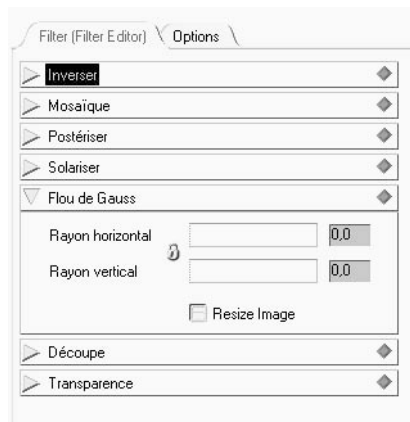 Filter (Filter Editor) Options
Inverser
Mosaïque
Postériser
Solariser
Flou de Gauss
Rayon horizontal 0,0
Rayon vertical 0,0
Resize Image
Découpe
Transparence